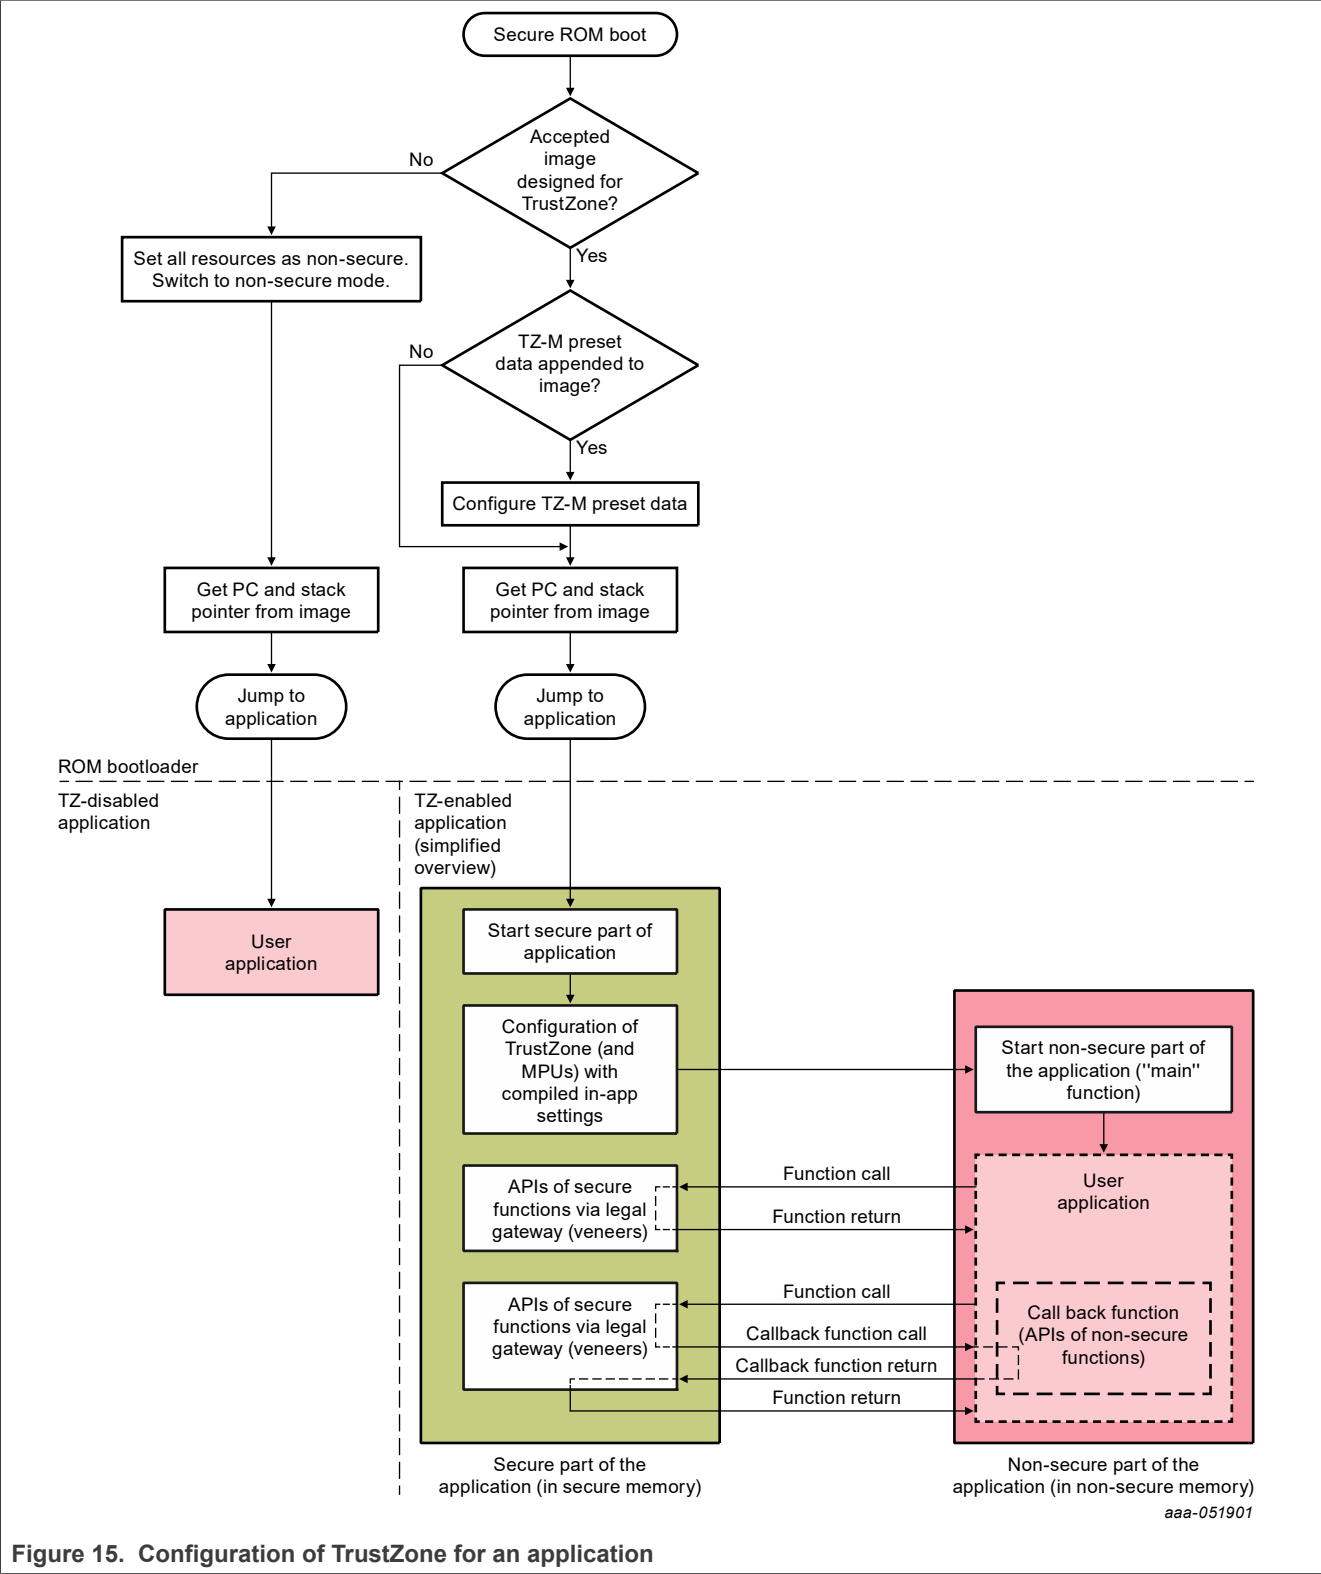 Secure ROM boot
Accepted
image
designed for
TrustZone?
No
Yes
Set all resources as non-secure.
Switch to non-secure mode.
TZ-M preset
data appended to
image?
No
Yes
Configure TZ-M preset data
Get PC and stack
pointer from image
Get PC and stack
pointer from image
Jump to
application
Jump to
application
ROM bootloader
TZ-disabled
application
TZ-enabled
application
(simplified
overview)
User
application
Start secure part of
application
Configuration of
TrustZone (and
MPUs) with
compiled in-app
settings
Start non-secure part of
the application ("main"
function)
APIs of secure
functions via legal
gateway (veneers)
Function call
Function return
User
application
APIs of secure
functions via legal
gateway (veneers)
Function call
Callback function call
Callback function return
Function return
Call back function
(APIs of non-secure
functions)
Secure part of the
application (in secure memory)
Non-secure part of the
application (in non-secure memory)
aaa-051901
Figure 15. Configuration of TrustZone for an application